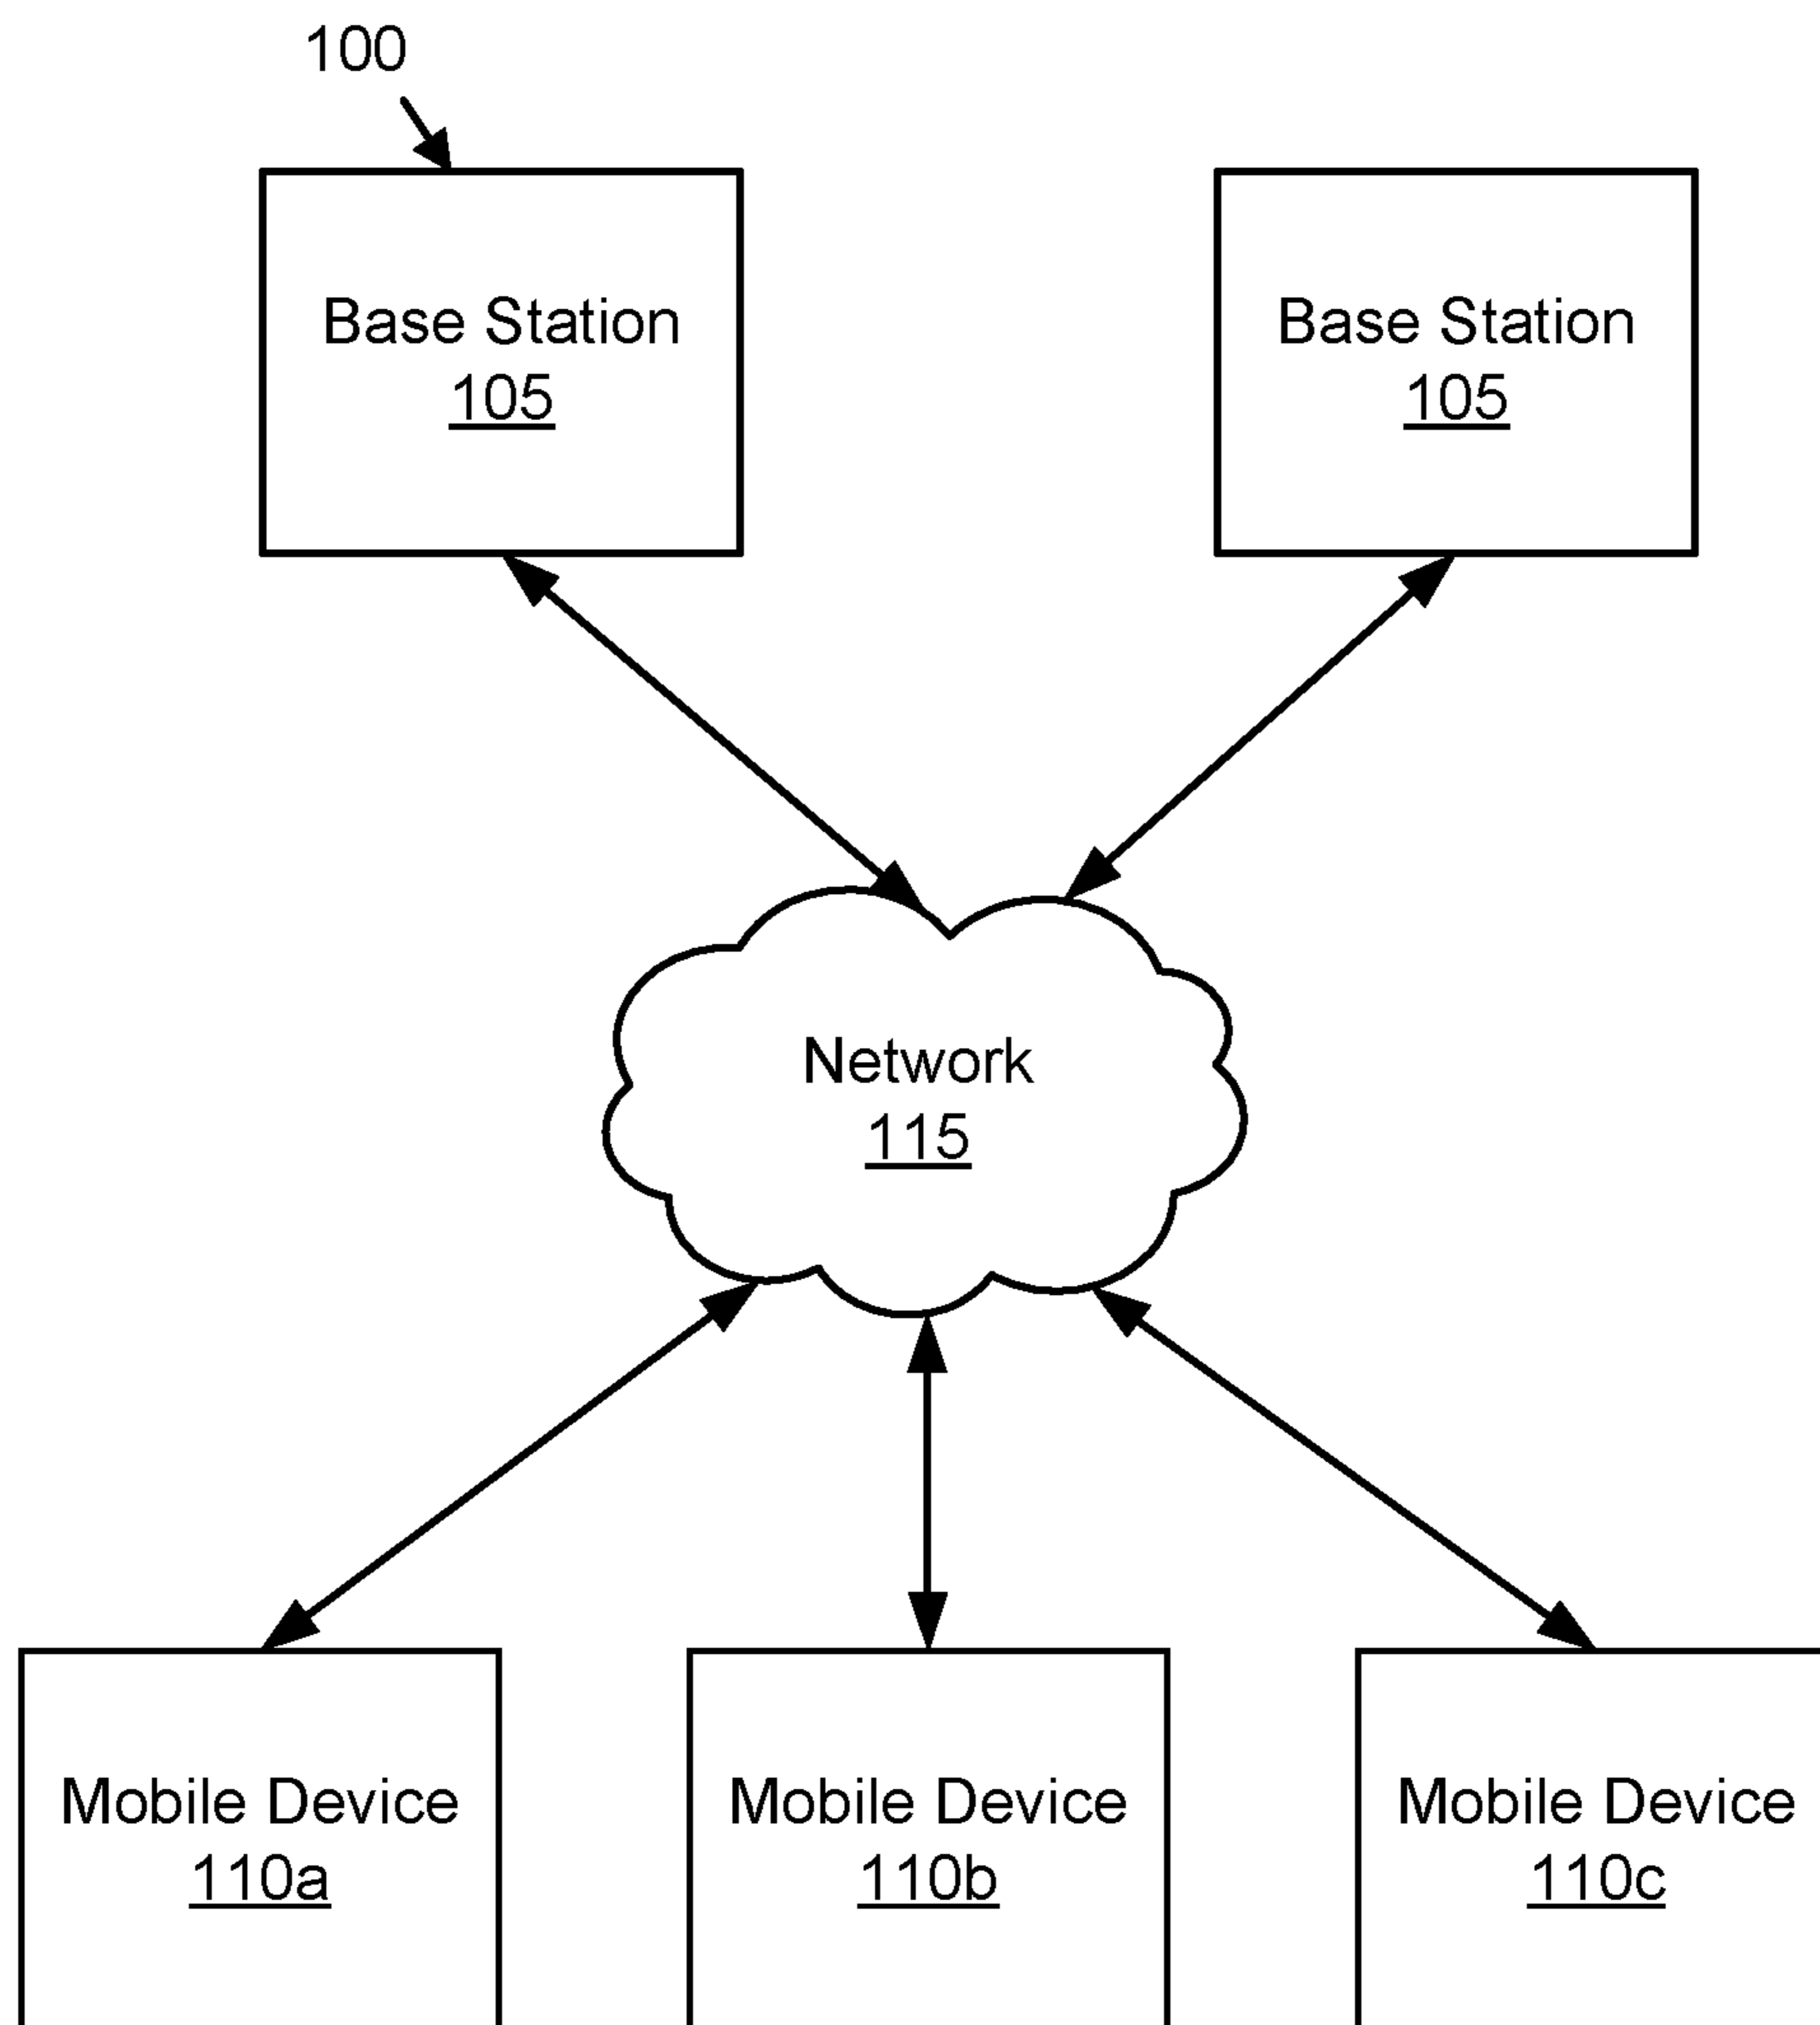 100
Base Station
105
Base Station
105
Network
115
Mobile Device
110a
Mobile Device
110b
Mobile Device
110c